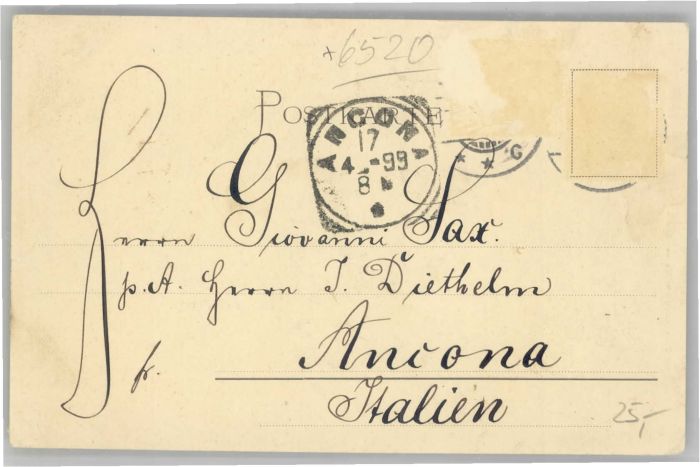 *6520
POSTKARTE
ANCONA
17
4-99
8
G
Herrn Giovanni Sax.
p.A. Herrn J. Diethelm
fr.
Ancona
Italien
25,-